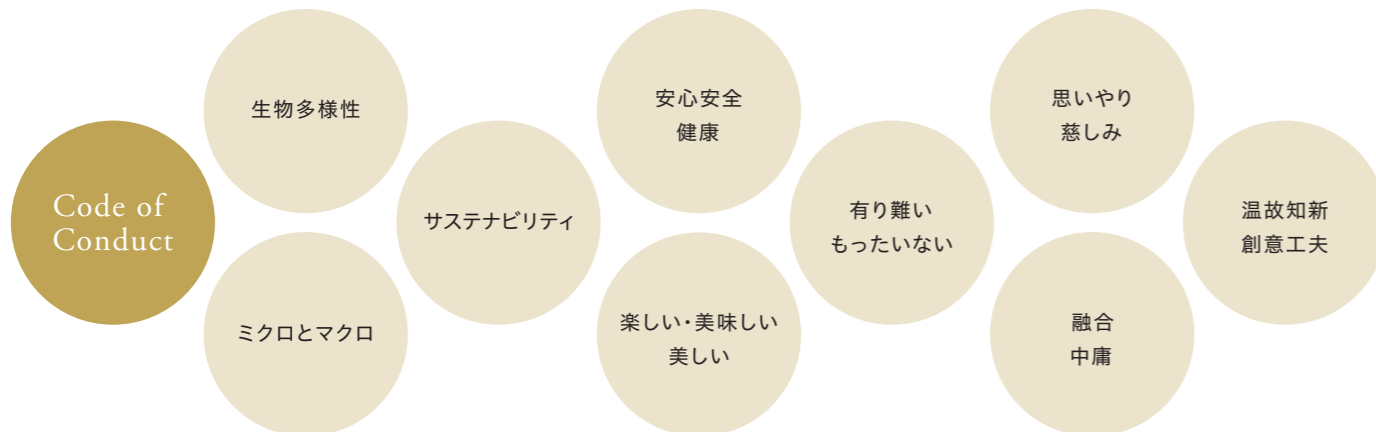 Code of
Conduct
生物多様性
ミクロとマクロ
サステナビリティ
安心安全
健康
楽しい・美味しい
美しい
有り難い
もったいない
思いやり
慈しみ
融合
中庸
温故知新
創意工夫